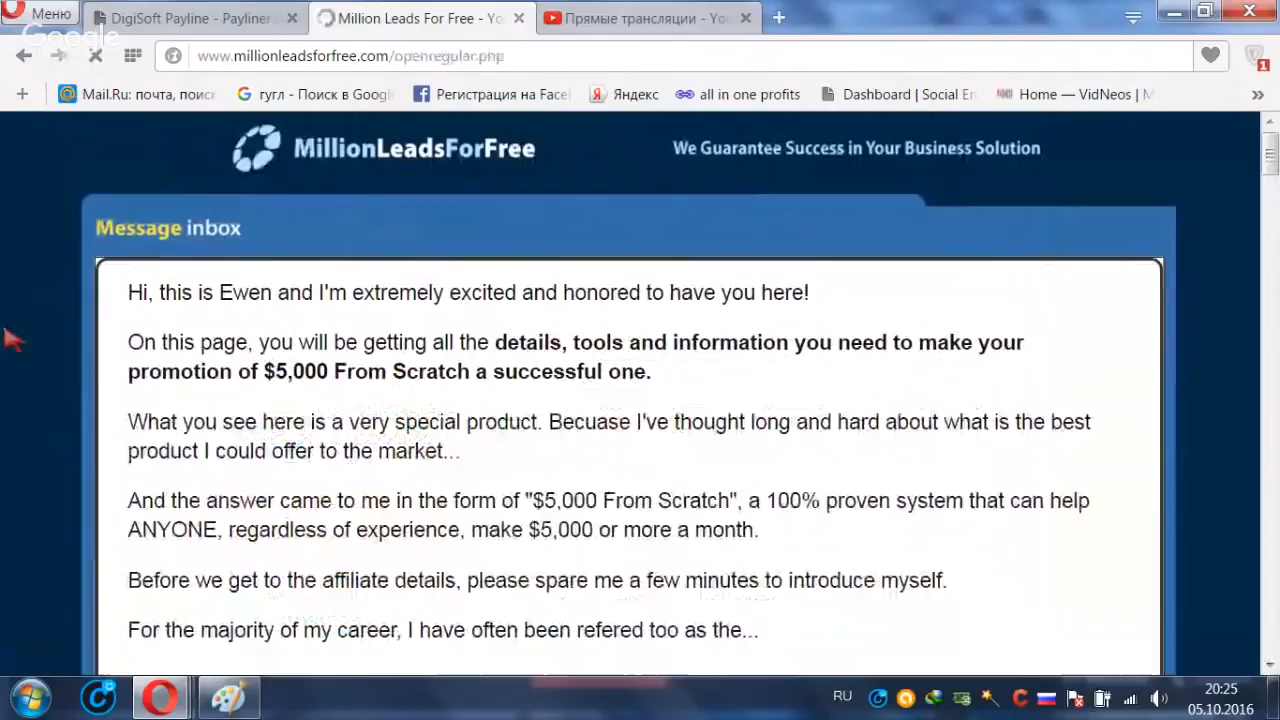 Меню
DigiSoft Payline - Payliner
Million Leads For Free - Yo
Прямые трансляции - Yo
Google
www.millionleadsforfree.com/openregular.php
1
Mail.Ru: почта, поиск
гугл - Поиск в Googl
Регистрация на Facel
Яндекс
all in one profits
Dashboard | Social En
Home — VidNeos | M
MillionLeadsForFree
We Guarantee Success in Your Business Solution
Message inbox
Hi, this is Ewen and I'm extremely excited and honored to have you here!
On this page, you will be getting all the details, tools and information you need to make your
promotion of $5,000 From Scratch a successful one.
What you see here is a very special product. Becuase I've thought long and hard about what is the best
product I could offer to the market...
And the answer came to me in the form of "$5,000 From Scratch", a 100% proven system that can help
ANYONE, regardless of experience, make $5,000 or more a month.
Before we get to the affiliate details, please spare me a few minutes to introduce myself.
For the majority of my career, I have often been refered too as the...
RU
20:25
05.10.2016